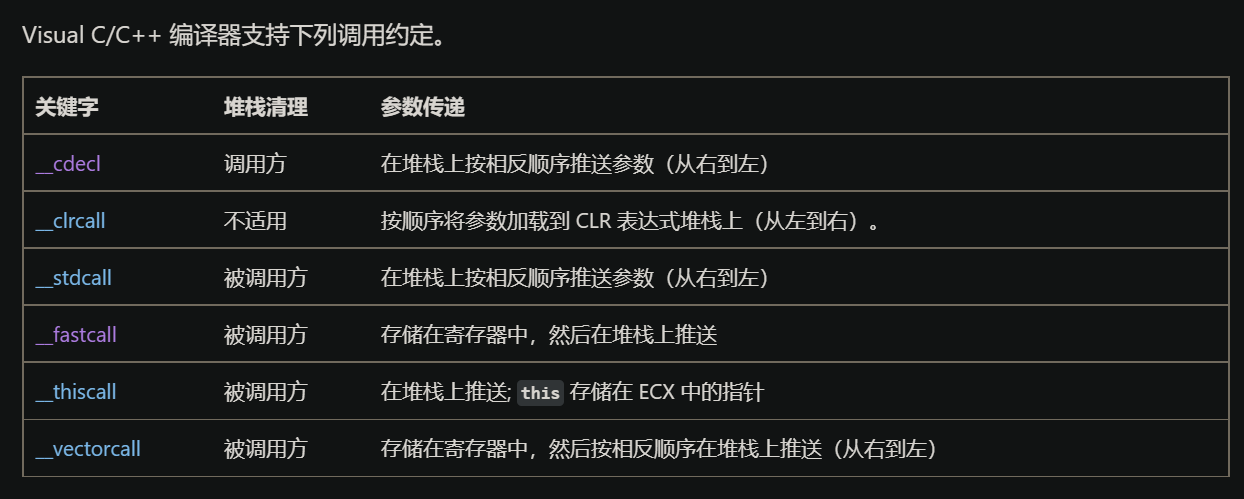 Visual C/C++ 编译器支持下列调用约定。
关键字 堆栈清理 参数传递
__cdecl 调用方 在堆栈上按相反顺序推送参数（从右到左）
__clrcall 不适用 按顺序将参数加载到 CLR 表达式堆栈上（从左到右）。
__stdcall 被调用方 在堆栈上按相反顺序推送参数（从右到左）
__fastcall 被调用方 存储在寄存器中，然后在堆栈上推送
__thiscall 被调用方 在堆栈上推送; this 存储在 ECX 中的指针
__vectorcall 被调用方 存储在寄存器中，然后按相反顺序在堆栈上推送（从右到左）